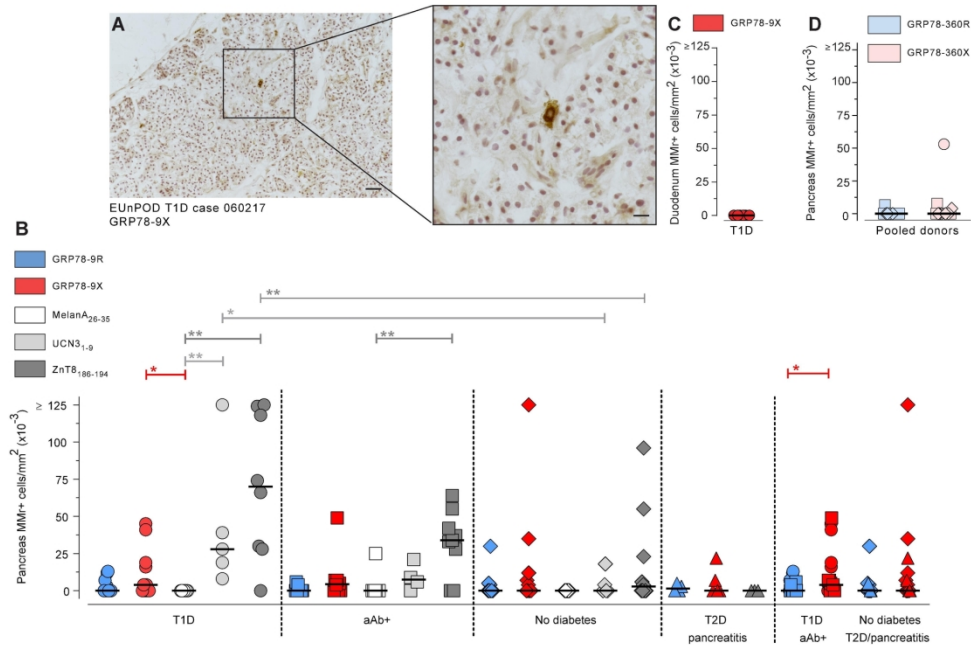 A
EUnPOD T1D case 060217
GRP78-9X
C
GRP78-9X
Duodenum MMr+ cells/mm2 (x10-3)
≥
125
100
75
50
25
0
T1D
D
GRP78-360R
GRP78-360X
Pancreas MMr+ cells/mm2 (x10-3)
≥
125
100
75
50
25
0
Pooled donors
B
GRP78-9R
GRP78-9X
MelanA26-35
UCN31-9
ZnT8186-194
**
*
**
**
**
*
*
Pancreas MMr+ cells/mm2 (x10-3)
≥
125
100
75
50
25
0
T1D
aAb+
No diabetes
T2D
pancreatitis
T1D
aAb+
No diabetes
T2D/pancreatitis